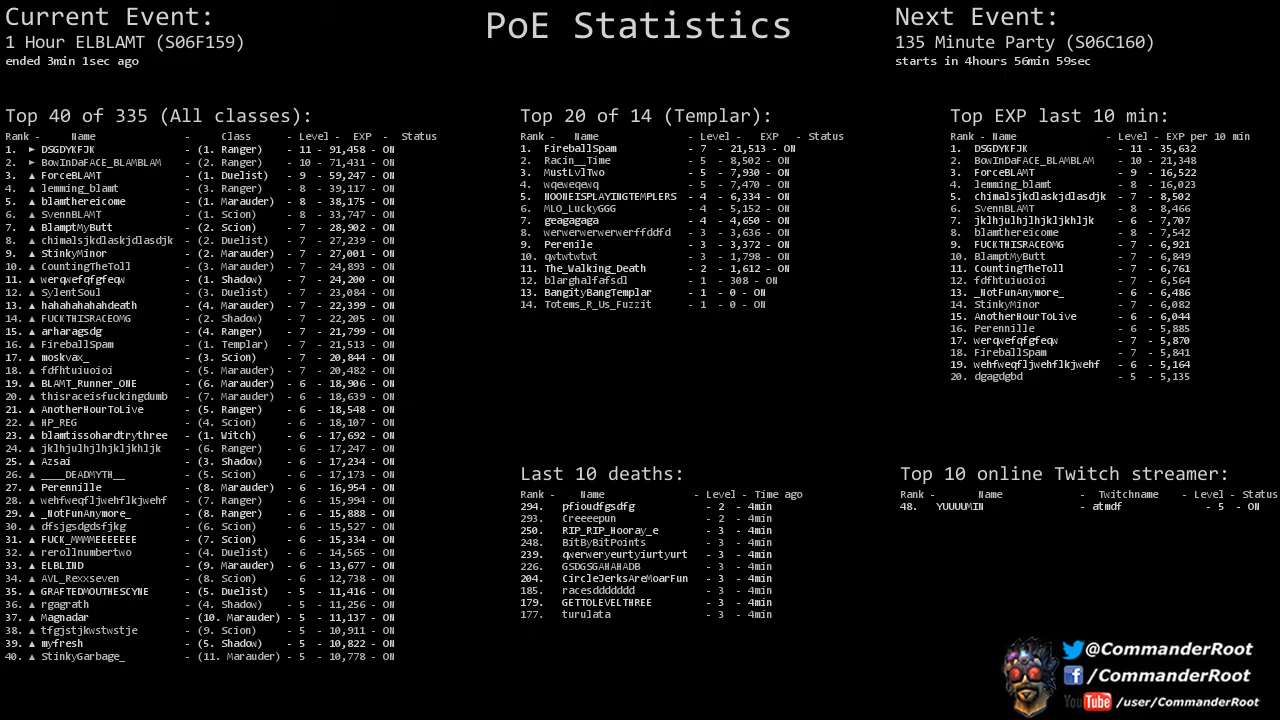 Current Event:
1 Hour ELBLAMT (S06F159)
ended 3min 1sec ago
PoE Statistics
Next Event:
135 Minute Party (S06C160)
starts in 4hours 56min 59sec
Top 40 of 335 (All classes):
Rank - Name - Class - Level - EXP - Status
1. ► DSGDYKFJK - (1. Ranger) - 11 - 91,458 - ON
2. ► BowInDaFACE_BLAMBLAM - (2. Ranger) - 10 - 71,431 - ON
3. ▲ ForceBLAMT - (1. Duelist) - 9 - 59,247 - ON
4. ▲ lemming_blamt - (3. Ranger) - 8 - 39,117 - ON
5. ▲ blamthereicome - (1. Marauder) - 8 - 38,175 - ON
6. ▲ SvennBLAMT - (1. Scion) - 8 - 33,747 - ON
7. ▲ BlamptMyButt - (2. Scion) - 7 - 28,902 - ON
8. ▲ chimalsjkdlaskjdlasdjk - (2. Duelist) - 7 - 27,239 - ON
9. ▲ StinkyMinor - (2. Marauder) - 7 - 27,001 - ON
10. ▲ CountingTheToll - (3. Marauder) - 7 - 24,893 - ON
11. ▲ werqwefqfgfeqw - (1. Shadow) - 7 - 24,200 - ON
12. ▲ SylentSoul - (3. Duelist) - 7 - 23,084 - ON
13. ▲ hahahahahahdeath - (4. Marauder) - 7 - 22,399 - ON
14. ▲ FUCKTHISRACEOMG - (2. Shadow) - 7 - 22,205 - ON
15. ▲ arharagsdg - (4. Ranger) - 7 - 21,799 - ON
16. ▲ FireballSpam - (1. Templar) - 7 - 21,513 - ON
17. ▲ moskvax_ - (3. Scion) - 7 - 20,844 - ON
18. ▲ fdfhtuiuoioi - (5. Marauder) - 7 - 20,482 - ON
19. ▲ BLAMT_Runner_ONE - (6. Marauder) - 6 - 18,906 - ON
20. ▲ thisraceisfuckingdumb - (7. Marauder) - 6 - 18,639 - ON
21. ▲ AnotherHourToLive - (5. Ranger) - 6 - 18,548 - ON
22. ▲ HP_REG - (4. Scion) - 6 - 18,107 - ON
23. ▲ blamtissohardtrythree - (1. Witch) - 6 - 17,692 - ON
24. ▲ jklhjulhjlhjkljkhljk - (6. Ranger) - 6 - 17,247 - ON
25. ▲ Azsai - (3. Shadow) - 6 - 17,234 - ON
26. ▲ ____DEADMYTH__ - (5. Scion) - 6 - 17,173 - ON
27. ▲ Perennille - (8. Marauder) - 6 - 16,954 - ON
28. ▲ wehfweqfljwehflkjwehf - (7. Ranger) - 6 - 15,994 - ON
29. ▲ _NotFunAnymore_ - (8. Ranger) - 6 - 15,888 - ON
30. ▲ dfsjgsdgdsfjkg - (6. Scion) - 6 - 15,527 - ON
31. ▲ FUCK_MMMMEEEEEEE - (7. Scion) - 6 - 15,334 - ON
32. ▲ rerollnumbertwo - (4. Duelist) - 6 - 14,565 - ON
33. ▲ ELBLIND - (9. Marauder) - 6 - 13,677 - ON
34. ▲ AVL_Rexxseven - (8. Scion) - 6 - 12,738 - ON
35. ▲ GRAFTEDMOUTHESCYNE - (5. Duelist) - 5 - 11,416 - ON
36. ▲ rgagrath - (4. Shadow) - 5 - 11,256 - ON
37. ▲ Magnadar - (10. Marauder) - 5 - 11,137 - ON
38. ▲ tfgjstjkwstwstje - (9. Scion) - 5 - 10,911 - ON
39. ▲ myfresh - (5. Shadow) - 5 - 10,822 - ON
40. ▲ StinkyGarbage_ - (11. Marauder) - 5 - 10,778 - ON
Top 20 of 14 (Templar):
Rank - Name - Level - EXP - Status
1. FireballSpam - 7 - 21,513 - ON
2. Racin__Time - 5 - 8,502 - ON
3. MustLvlTwo - 5 - 7,930 - ON
4. wqeweqewq - 5 - 7,470 - ON
5. NOONEISPLAYINGTEMPLERS - 4 - 6,334 - ON
6. MLO_LuckyGGG - 4 - 5,152 - ON
7. geagagaga - 4 - 4,650 - ON
8. werwerwerwerwerffddfd - 3 - 3,636 - ON
9. Perenile - 3 - 3,372 - ON
10. qwtwtwtwt - 3 - 1,798 - ON
11. The_Walking_Death - 2 - 1,612 - ON
12. blarghalfafsdl - 1 - 308 - ON
13. BangityBangTemplar - 1 - 0 - ON
14. Totems_R_Us_Fuzzit - 1 - 0 - ON
Top EXP last 10 min:
Rank - Name - Level - EXP per 10 min
1. DSGDYKFJK - 11 - 35,632
2. BowInDaFACE_BLAMBLAM - 10 - 21,348
3. ForceBLAMT - 9 - 16,522
4. lemming_blamt - 8 - 16,023
5. chimalsjkdlaskjdlasdjk - 7 - 8,502
6. SvennBLAMT - 8 - 8,466
7. jklhjulhjlhjkljkhljk - 6 - 7,707
8. blamthereicome - 8 - 7,542
9. FUCKTHISRACEOMG - 7 - 6,921
10. BlamptMyButt - 7 - 6,849
11. CountingTheToll - 7 - 6,761
12. fdfhtuiuoioi - 7 - 6,564
13. _NotFunAnymore_ - 6 - 6,486
14. StinkyMinor - 7 - 6,082
15. AnotherHourToLive - 6 - 6,044
16. Perennille - 6 - 5,885
17. werqwefqfgfeqw - 7 - 5,870
18. FireballSpam - 7 - 5,841
19. wehfweqfljwehflkjwehf - 6 - 5,164
20. dgagdgbd - 5 - 5,135
Last 10 deaths:
Rank - Name - Level - Time ago
294. pfioudfgsdfg - 2 - 4min
293. Creeeepun - 2 - 4min
250. RIP_RIP_Hooray_e - 3 - 4min
248. BitByBitPoints - 3 - 4min
239. qwerweryeurtyiurtyurt - 3 - 4min
226. GSDGSGAHAHADB - 3 - 4min
204. CircleJerksAreMoarFun - 3 - 4min
185. racesddddddd - 3 - 4min
179. GETTOLEVELTHREE - 3 - 4min
177. turulata - 3 - 4min
Top 10 online Twitch streamer:
Rank - Name - Twitchname - Level - Status
48. YUUUUMIN - atmdf - 5 - ON
@CommanderRoot
f /CommanderRoot
YouTube /user/CommanderRoot